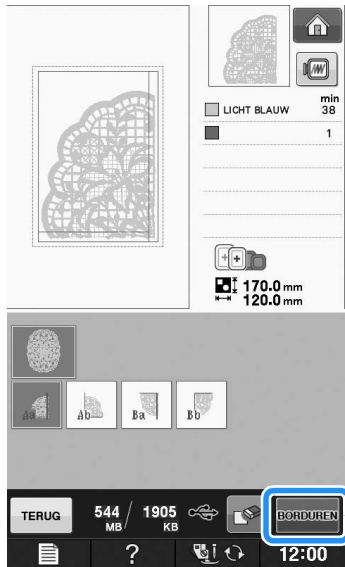 min
LICHT BLAUW 38
1
170.0 mm
120.0 mm
Aa Ab Ba Bb
TERUG 544 MB / 1905 KB BORDUREN
? 12:00